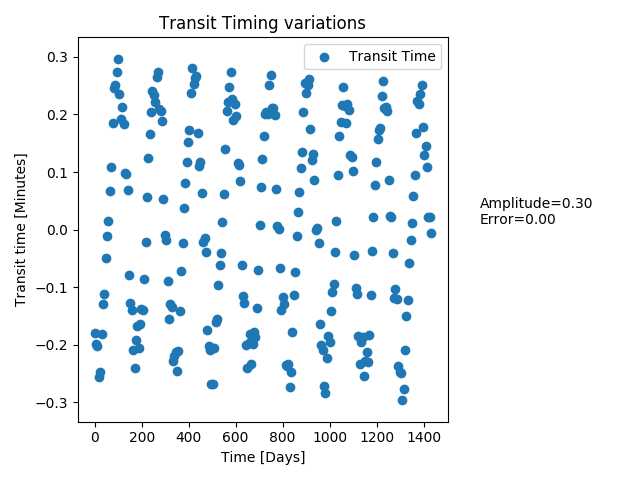 Transit Timing variations
Transit Time
Transit time [Minutes]
0.3
0.2
0.1
0.0
−0.1
−0.2
−0.3
0
200
400
600
800
1000
1200
1400
Time [Days]
Amplitude=0.30
Error=0.00